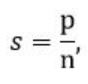 s = p/n,